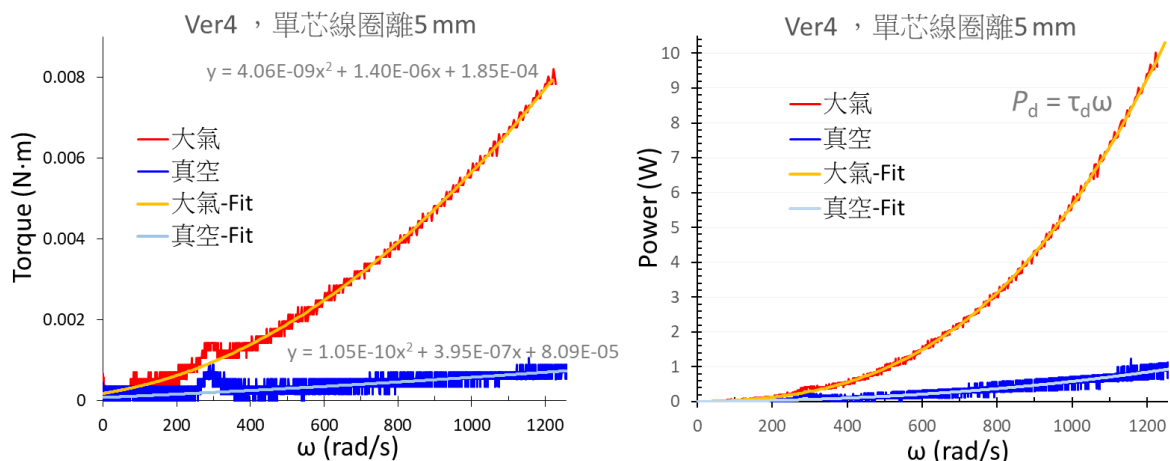 Ver4 ，單芯線圈離5 mm
y = 4.06E-09x² + 1.40E-06x + 1.85E-04
大氣
真空
大氣-Fit
真空-Fit
y = 1.05E-10x² + 3.95E-07x + 8.09E-05
Torque (N·m)
0.008
0.006
0.004
0.002
0
0 200 400 600 800 1000 1200
ω (rad/s)
Ver4 ，單芯線圈離5 mm
P_d = τ_dω
大氣
真空
大氣-Fit
真空-Fit
Power (W)
10
9
8
7
6
5
4
3
2
1
0
0 200 400 600 800 1000 1200
ω (rad/s)